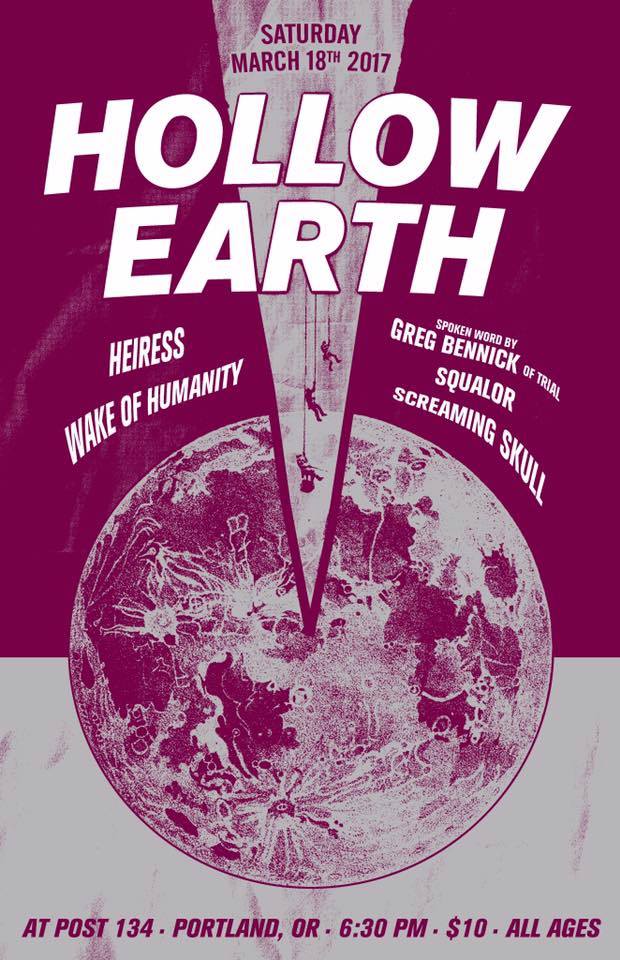 SATURDAY
MARCH 18TH 2017
HOLLOW
EARTH
HEIRESS
WAKE OF HUMANITY
SPOKEN WORD BY
GREG BENNICK OF TRIAL
SQUALOR
SCREAMING SKULL
AT POST 134 · PORTLAND, OR · 6:30 PM · $10 · ALL AGES